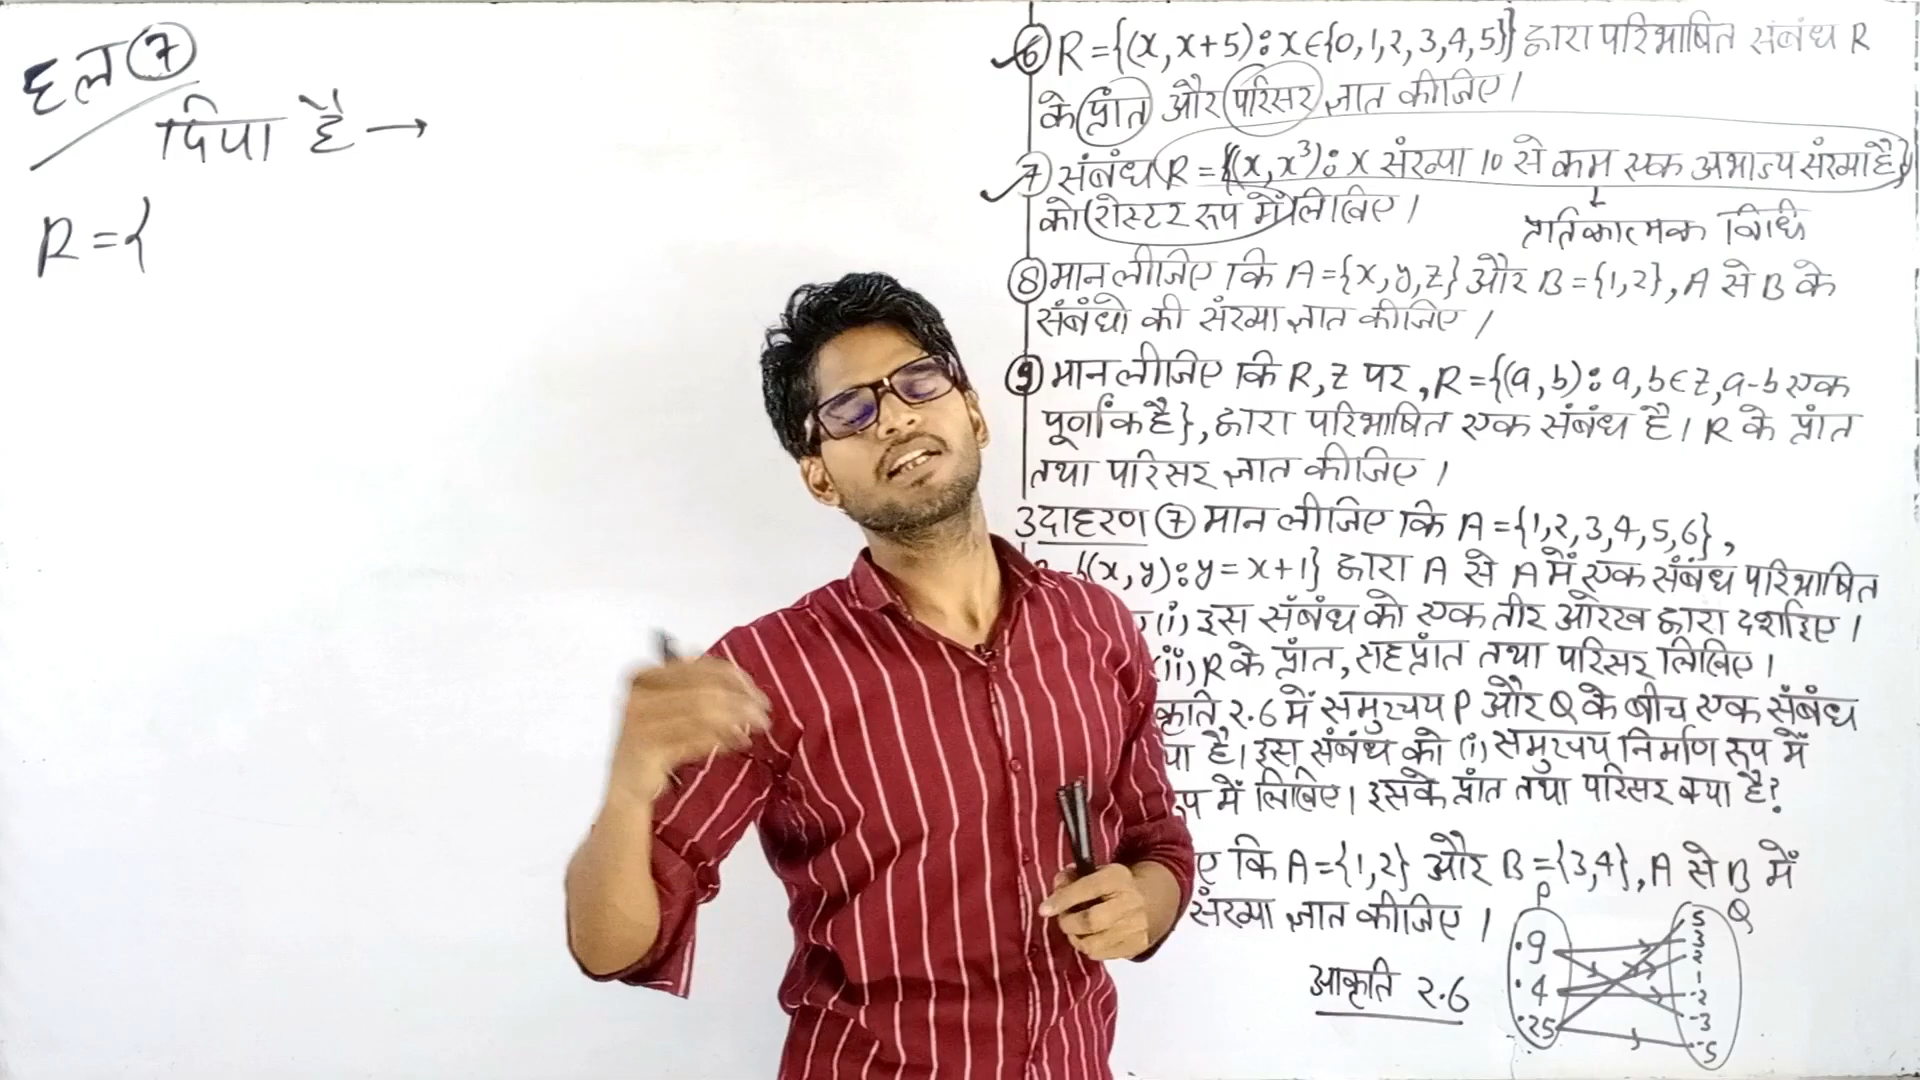 हल ⑦
दिया है →
R = {
⑥ R = {(x, x+5) : x ∈ {0,1,2,3,4,5}} द्वारा परिभाषित संबंध R
के प्रांत और परिसर ज्ञात कीजिए।
⑦ संबंध R = {(x, x³) : x संख्या 10 से कम एक अभाज्य संख्या है}
को रोस्टर रूप में लिखिए।
प्रतिकात्मक विधि
⑧ मान लीजिए कि A = {x, y, z} और B = {1, 2}, A से B के
संबंधों की संख्या ज्ञात कीजिए।
⑨ मान लीजिए कि R, Z पर, R = {(a, b) : a, b ∈ Z, a-b एक
पूर्णांक है}, द्वारा परिभाषित एक संबंध है। R के प्रांत
तथा परिसर ज्ञात कीजिए।
उदाहरण ⑦ मान लीजिए कि A = {1,2,3,4,5,6},
{(x, y) : y = x+1} द्वारा A से A में एक संबंध परिभाषित
(i) इस संबंध को एक तीर आरेख द्वारा दर्शाइए।
(ii) R के प्रांत, सहप्रांत तथा परिसर लिखिए।
कृति 2.6 में समुच्चय P और Q के बीच एक संबंध
या है। इस संबंध को (i) समुच्चय निर्माण रूप में
प में लिखिए। इसके प्रांत तथा परिसर क्या है?
ए कि A = {1,2} और B = {3,4}, A से B में
संख्या ज्ञात कीजिए।
आकृति 2.6
P
.9
.4
.25
Q
5
3
2
1
-2
-3
-5